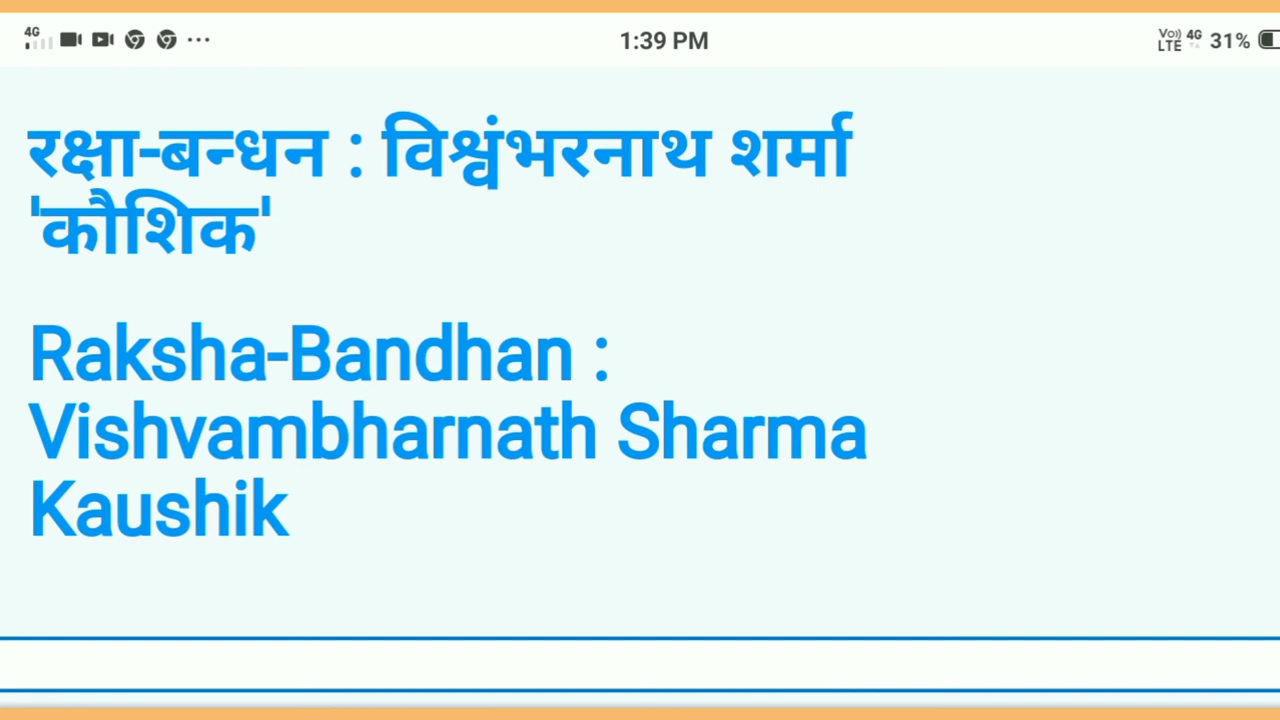 4G 1:39 PM Vo)) LTE 4G 31%
रक्षा-बन्धन : विश्वंभरनाथ शर्मा
'कौशिक'
Raksha-Bandhan :
Vishvambharnath Sharma
Kaushik